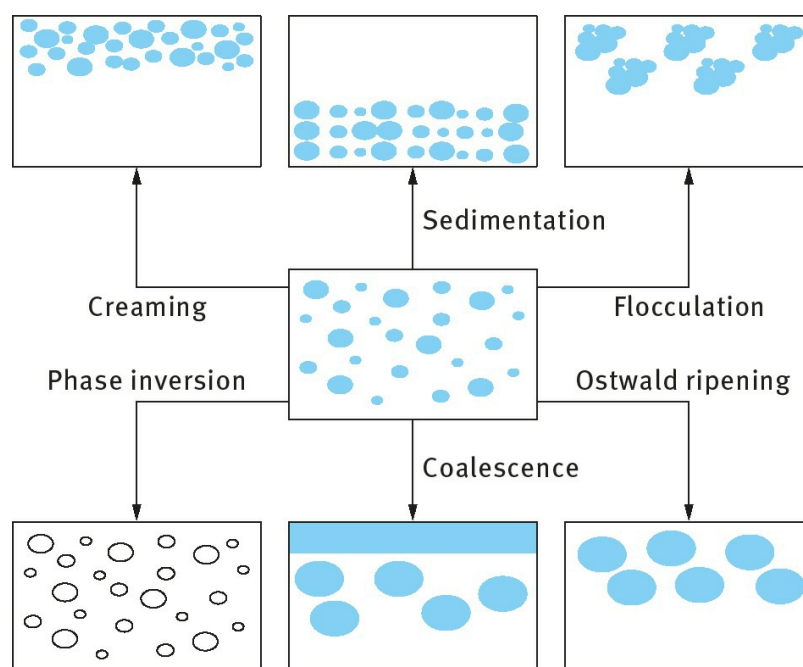 Sedimentation
Creaming
Flocculation
Phase inversion
Ostwald ripening
Coalescence